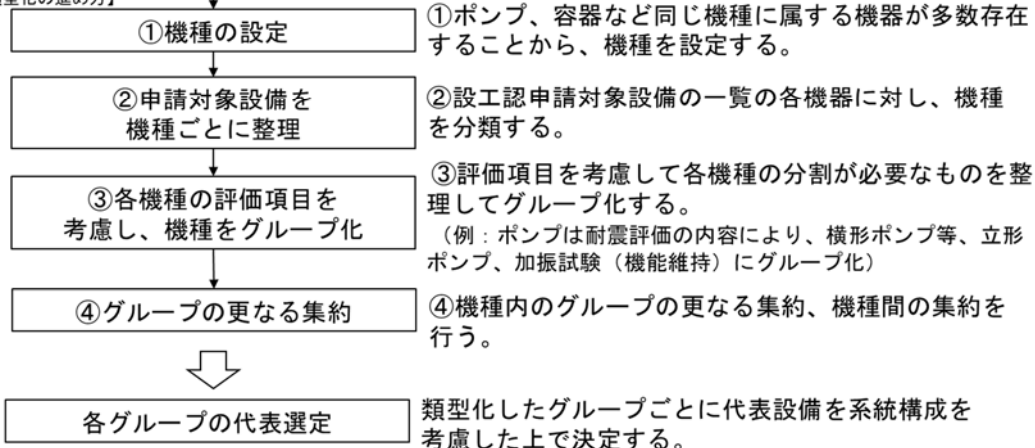 型化の進め方】
①機種の設定
①ポンプ、容器など同じ機種に属する機器が多数存在
することから、機種を設定する。
②申請対象設備を
機種ごとに整理
②設工認申請対象設備の一覧の各機器に対し、機種
を分類する。
③各機種の評価項目を
考慮し、機種をグループ化
③評価項目を考慮して各機種の分割が必要なものを整
理してグループ化する。
（例：ポンプは耐震評価の内容により、横形ポンプ等、立形
ポンプ、加振試験（機能維持）にグループ化）
④グループの更なる集約
④機種内のグループの更なる集約、機種間の集約を
行う。
各グループの代表選定
類型化したグループごとに代表設備を系統構成を
考慮した上で決定する。